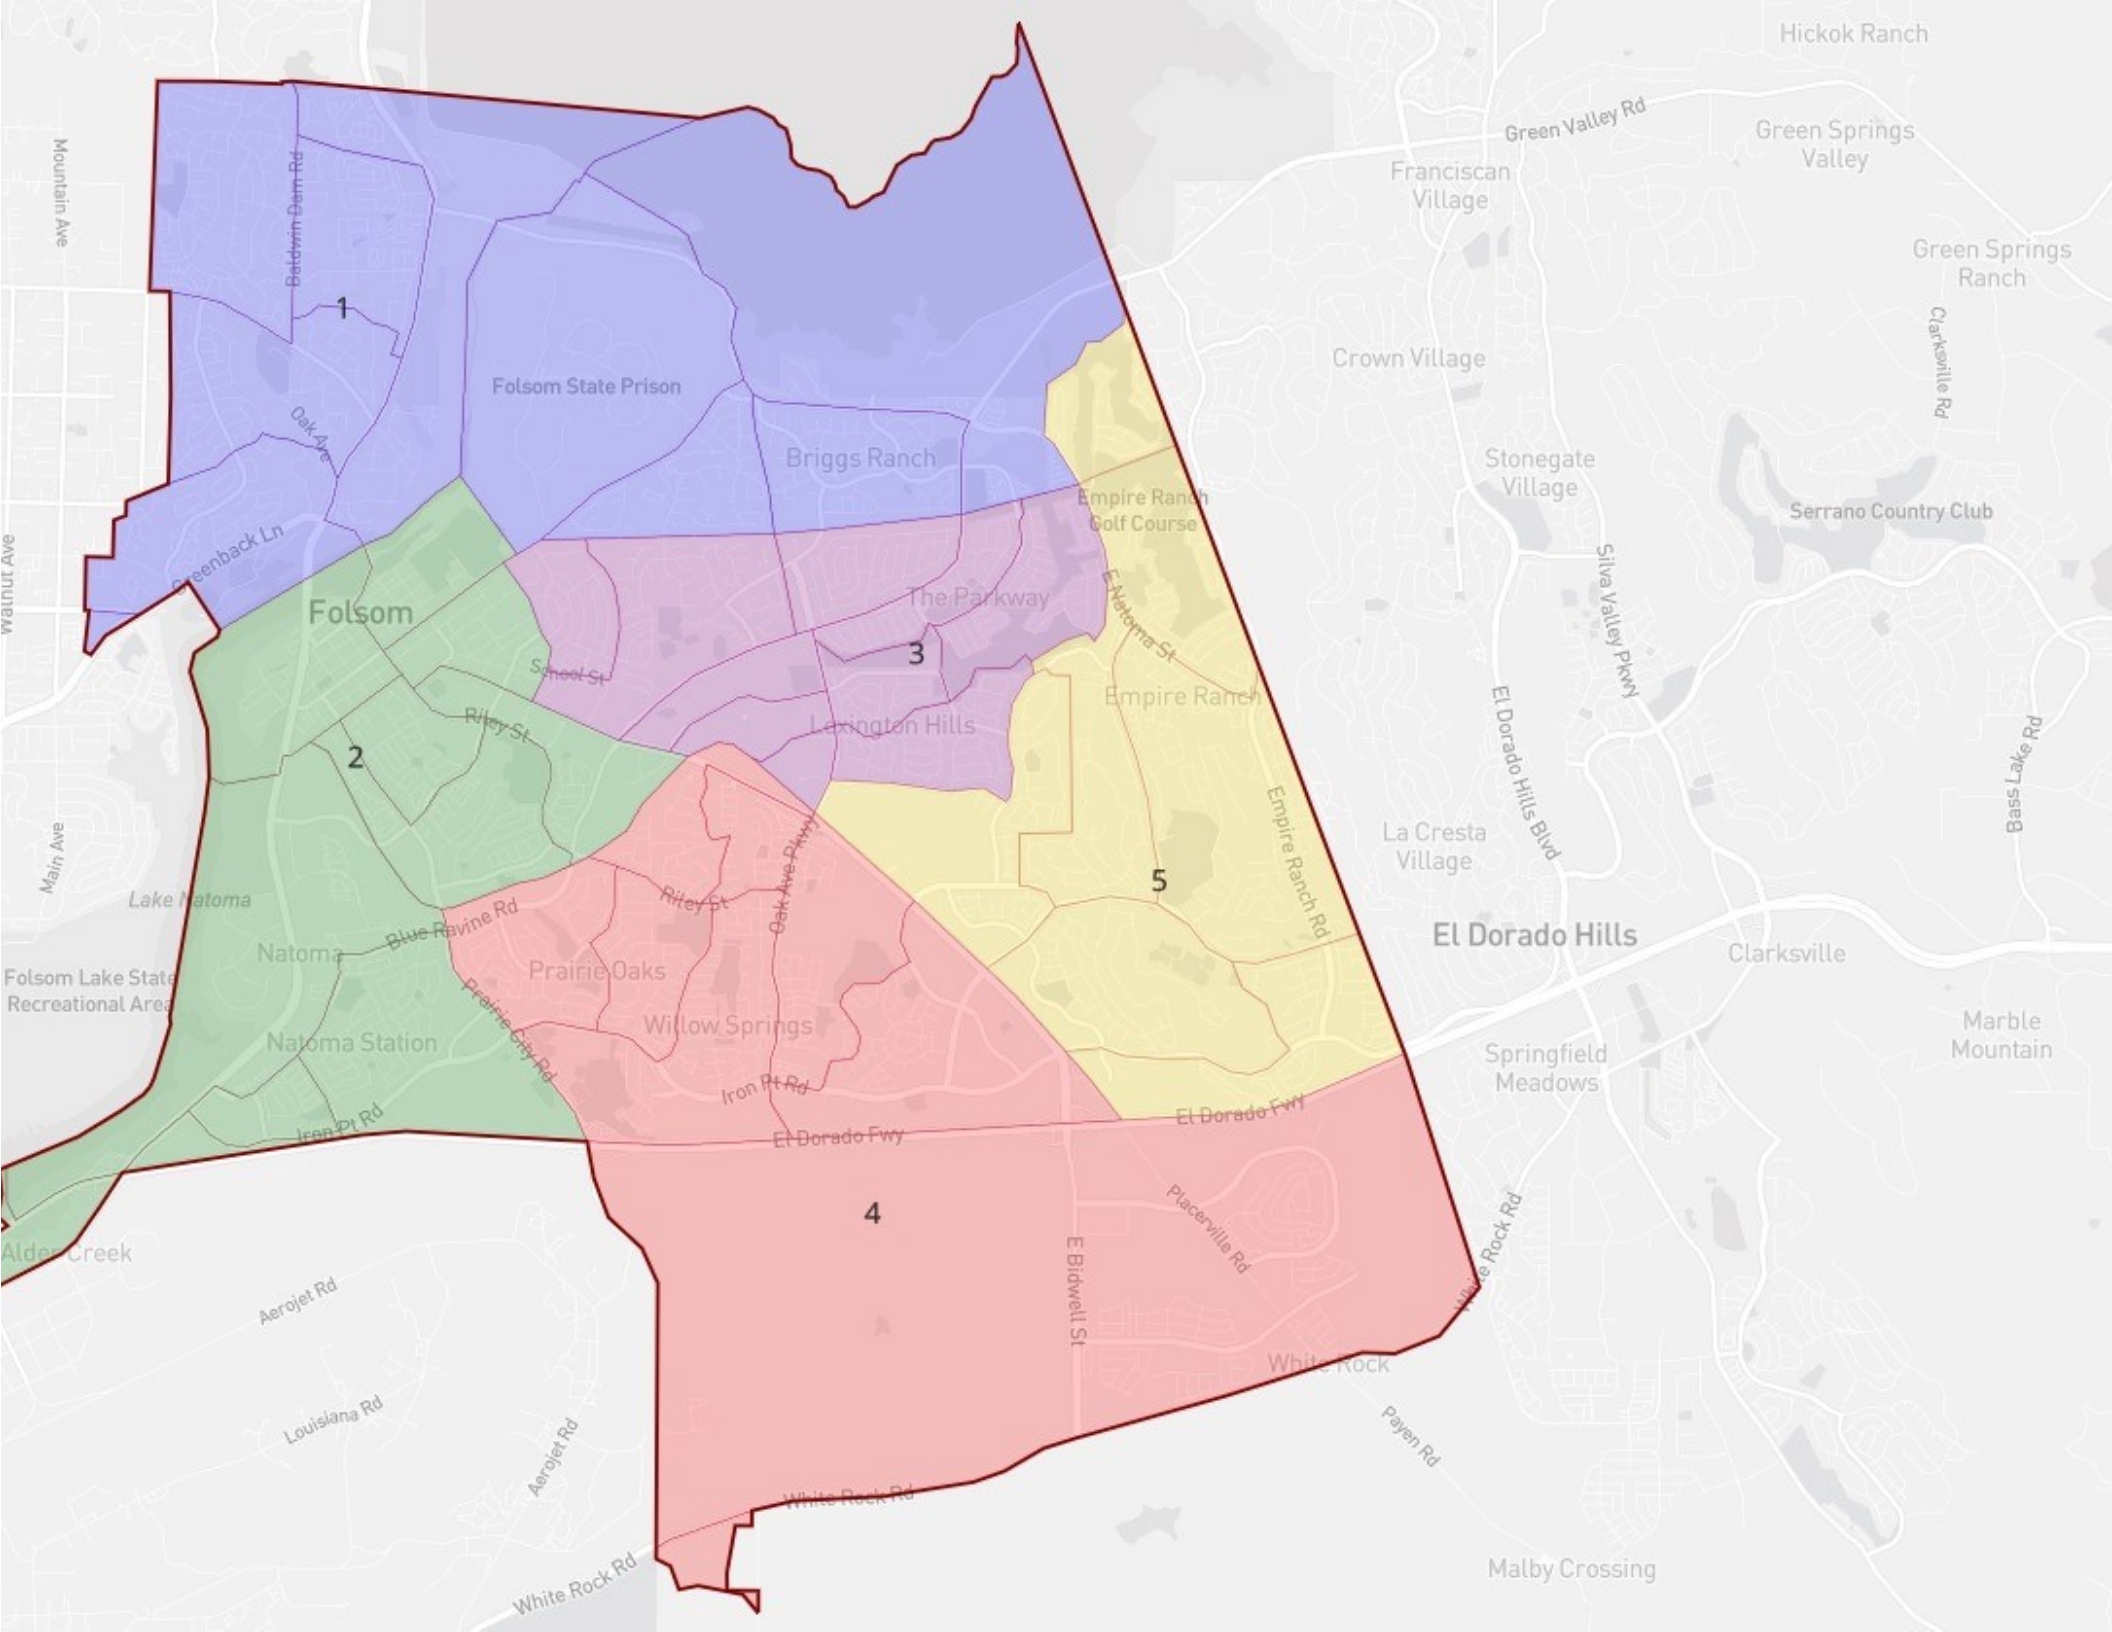 Hickok Ranch
Green Valley Rd
Green Springs
Valley
Mountain Ave
Franciscan
Village
Baldwin Dam Rd
Green Springs
Ranch
1
Clarksville Rd
Crown Village
Folsom State Prison
Oak Ave
Briggs Ranch
Stonegate
Village
Empire Ranch
Golf Course
Serrano Country Club
Walnut Ave
Greenback Ln
Silva Valley Pkwy
Folsom
The Parkway
E Natoma St
3
School St
Empire Ranch
El Dorado Hills Blvd
Lexington Hills
Riley St
2
Bass Lake Rd
Empire Ranch Rd
La Cresta
Village
Main Ave
Oak Ave Pkwy
5
Lake Natoma
Riley St
Blue Ravine Rd
El Dorado Hills
Natoma
Clarksville
Prairie Oaks
Folsom Lake State
Recreational Area
Prairie City Rd
Willow Springs
Natoma Station
Marble
Mountain
Springfield
Meadows
Iron Pt Rd
Iron Pt Rd
El Dorado Fwy
El Dorado Fwy
4
Placerville Rd
White Rock Rd
Alder Creek
Aerojet Rd
E Bidwell St
White Rock
Louisiana Rd
Payen Rd
Aerojet Rd
White Rock Rd
White Rock Rd
Malby Crossing